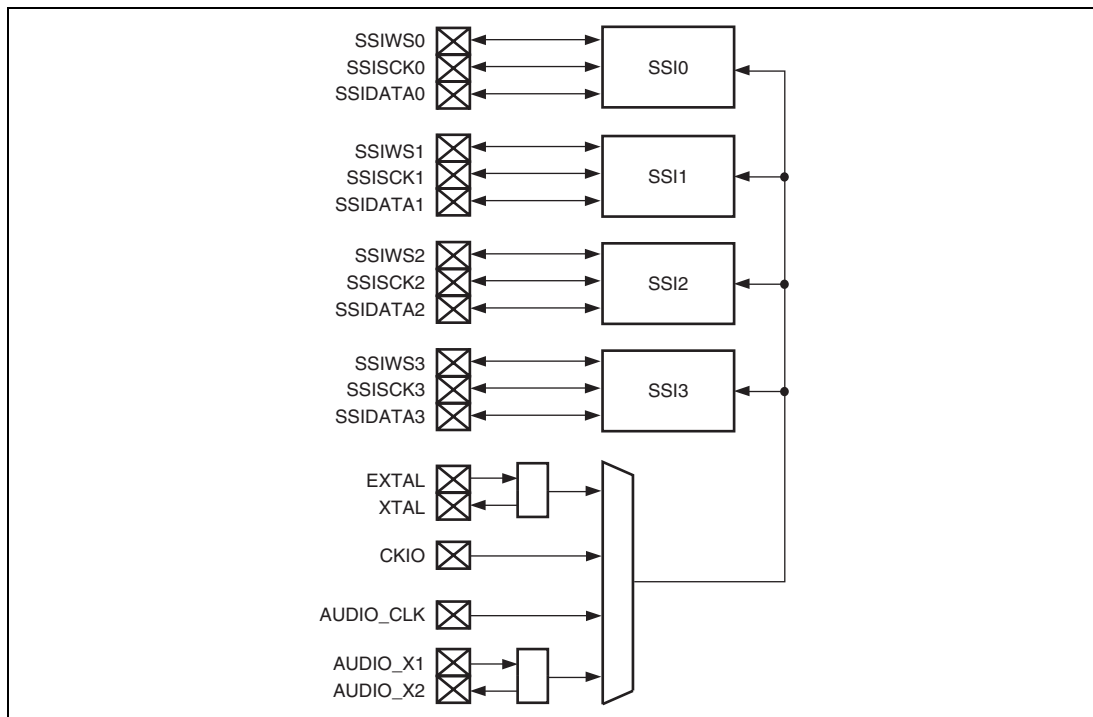 SSIWS0
SSISCK0
SSIDATA0
SSI0
SSIWS1
SSISCK1
SSIDATA1
SSI1
SSIWS2
SSISCK2
SSIDATA2
SSI2
SSIWS3
SSISCK3
SSIDATA3
SSI3
EXTAL
XTAL
CKIO
AUDIO_CLK
AUDIO_X1
AUDIO_X2